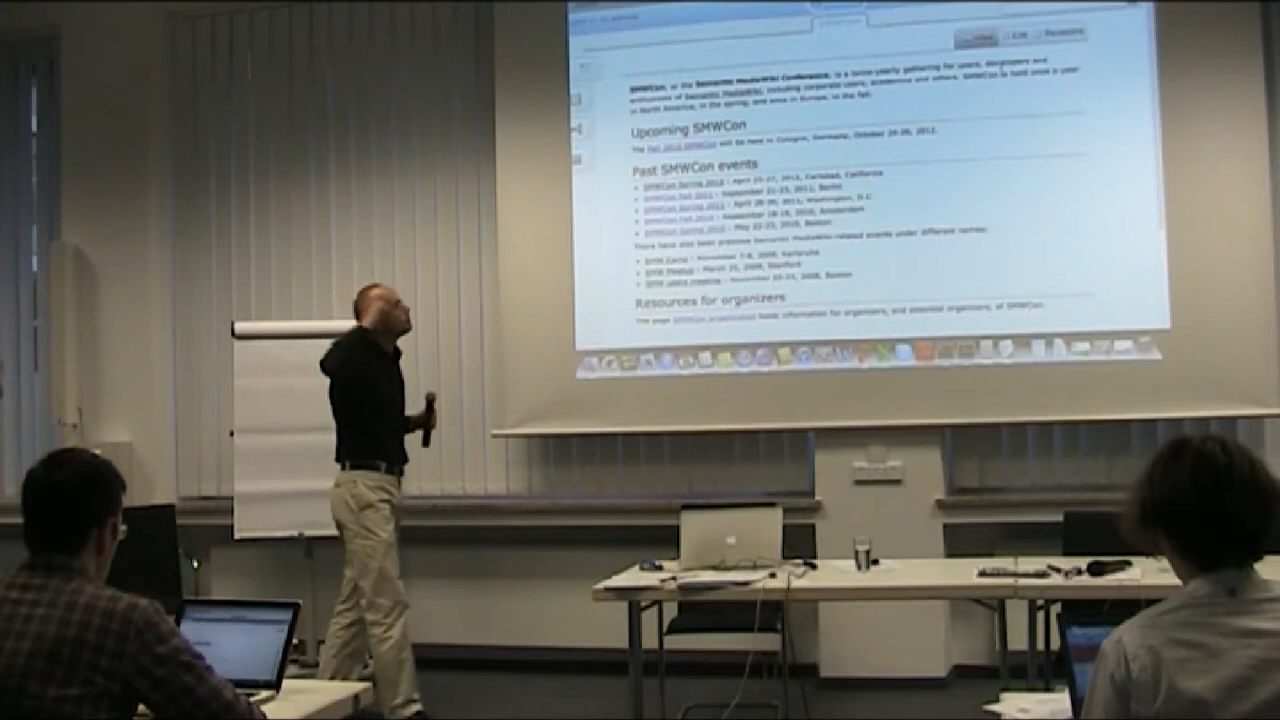 View Edit
SMWCon, or the Semantic MediaWiki Conference, is a twice-yearly gathering for users, developers and
enthusiasts of Semantic MediaWiki, including corporate users, academics and others. SMWCon is held once a year
in North America, in the spring, and once in Europe, in the fall.
Upcoming SMWCon
The Fall 2012 SMWCon will be held in Cologne, Germany, October 24-26, 2012.
Past SMWCon events
SMWCon Spring 2012 - April 25-27, 2012, Carlsbad, California
SMWCon Fall 2011 - September 21-23, 2011, Berlin
SMWCon Spring 2011 - April 28-30, 2011, Washington, D.C.
SMWCon Fall 2010 - September 18-19, 2010, Amsterdam
SMWCon Spring 2010 - May 22-23, 2010, Boston
There have also been previous Semantic MediaWiki-related events under different names:
SMW Camp - November 7-8, 2009, Karlsruhe
SMW Meetup - March 25, 2009, Stanford
SMW users meeting - November 22-23, 2008, Boston
Resources for organizers
The page SMWCon organization holds information for organizers, and potential organizers, of SMWCon.